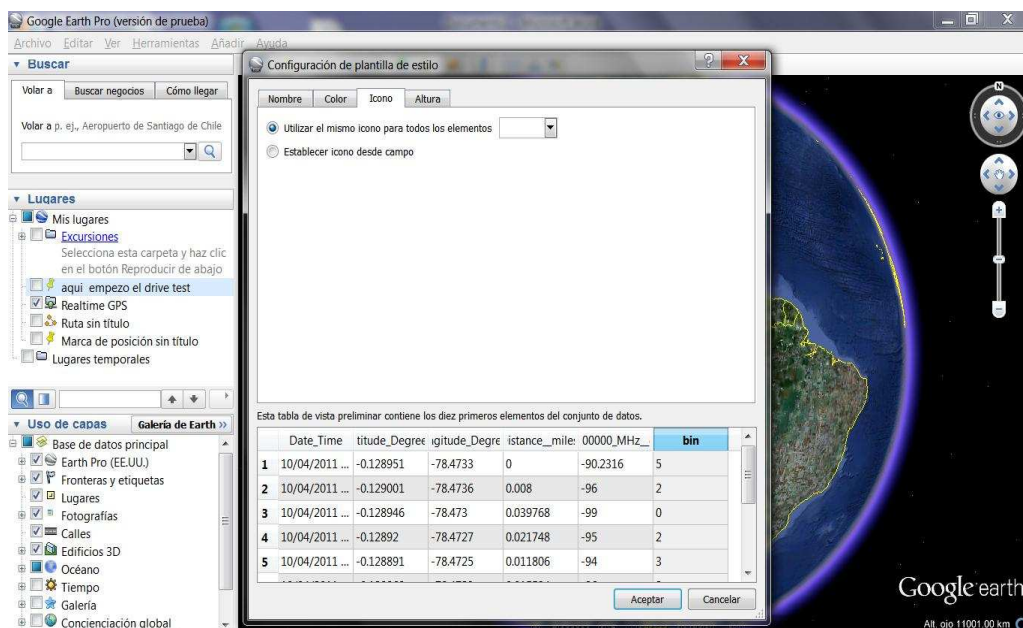 Google Earth Pro (versión de prueba)
Archivo Editar Ver Herramientas Añadir Ayuda
Buscar
Volar a Buscar negocios Cómo llegar
Volar a p. ej., Aeropuerto de Santiago de Chile
Lugares
Mis lugares
Excursiones
Selecciona esta carpeta y haz clic
en el botón Reproducir de abajo
aqui empezo el drive test
Realtime GPS
Ruta sin título
Marca de posición sin título
Lugares temporales
Uso de capas Galería de Earth »
Base de datos principal
Earth Pro (EE.UU.)
Fronteras y etiquetas
Lugares
Fotografías
Calles
Edificios 3D
Océano
Tiempo
Galería
Concienciación global
Configuración de plantilla de estilo
Nombre Color Icono Altura
Utilizar el mismo icono para todos los elementos
Establecer icono desde campo
Esta tabla de vista preliminar contiene los diez primeros elementos del conjunto de datos.
Date_Time titude_Degree igitude_Degre istance__mile: 00000_MHz_ bin
1 10/04/2011 ... -0.128951 -78.4733 0 -90.2316 5
2 10/04/2011 ... -0.129001 -78.4736 0.008 -96 2
3 10/04/2011 ... -0.128946 -78.473 0.039768 -99 0
4 10/04/2011 ... -0.12892 -78.4727 0.021748 -95 2
5 10/04/2011 ... -0.128891 -78.4725 0.011806 -94 3
Aceptar Cancelar
N
Google earth
Alt. ojo 11001.00 km